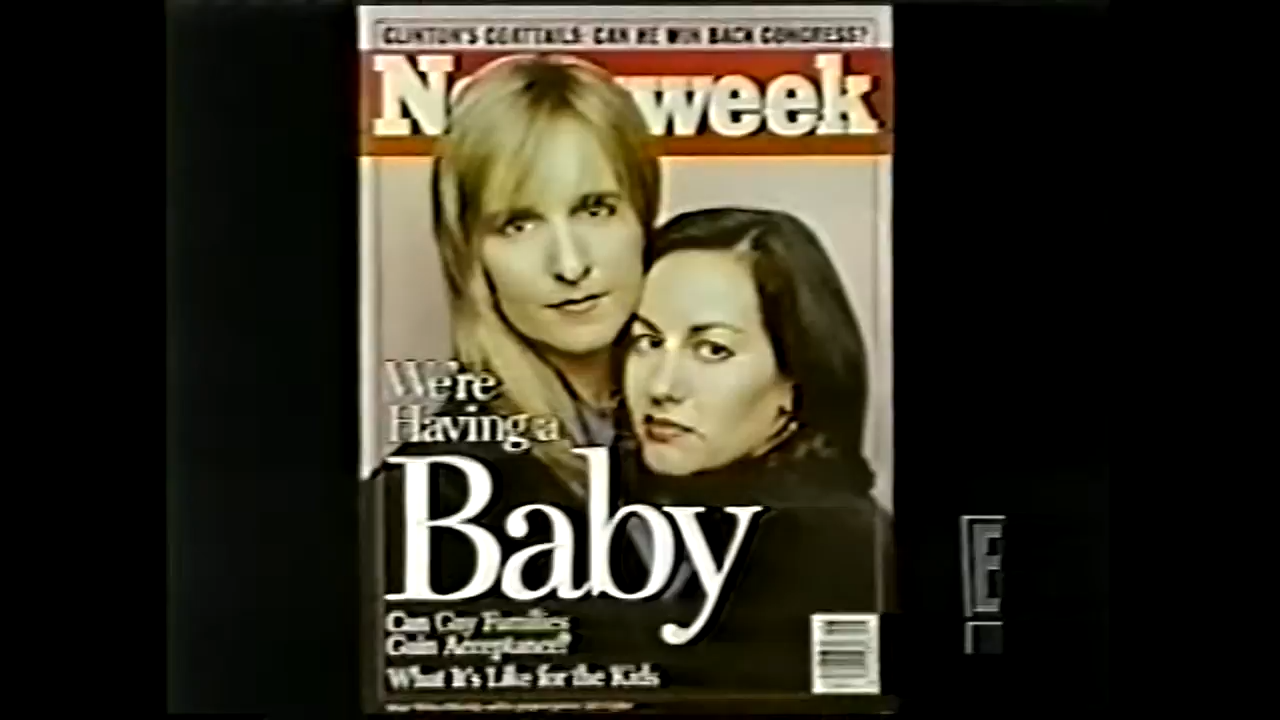 CLINTON'S COATTAILS: CAN HE WIN BACK CONGRESS?
N week
We're
Having a
Baby
Can Gay Families
Gain Acceptance?
What It's Like for the Kids
E